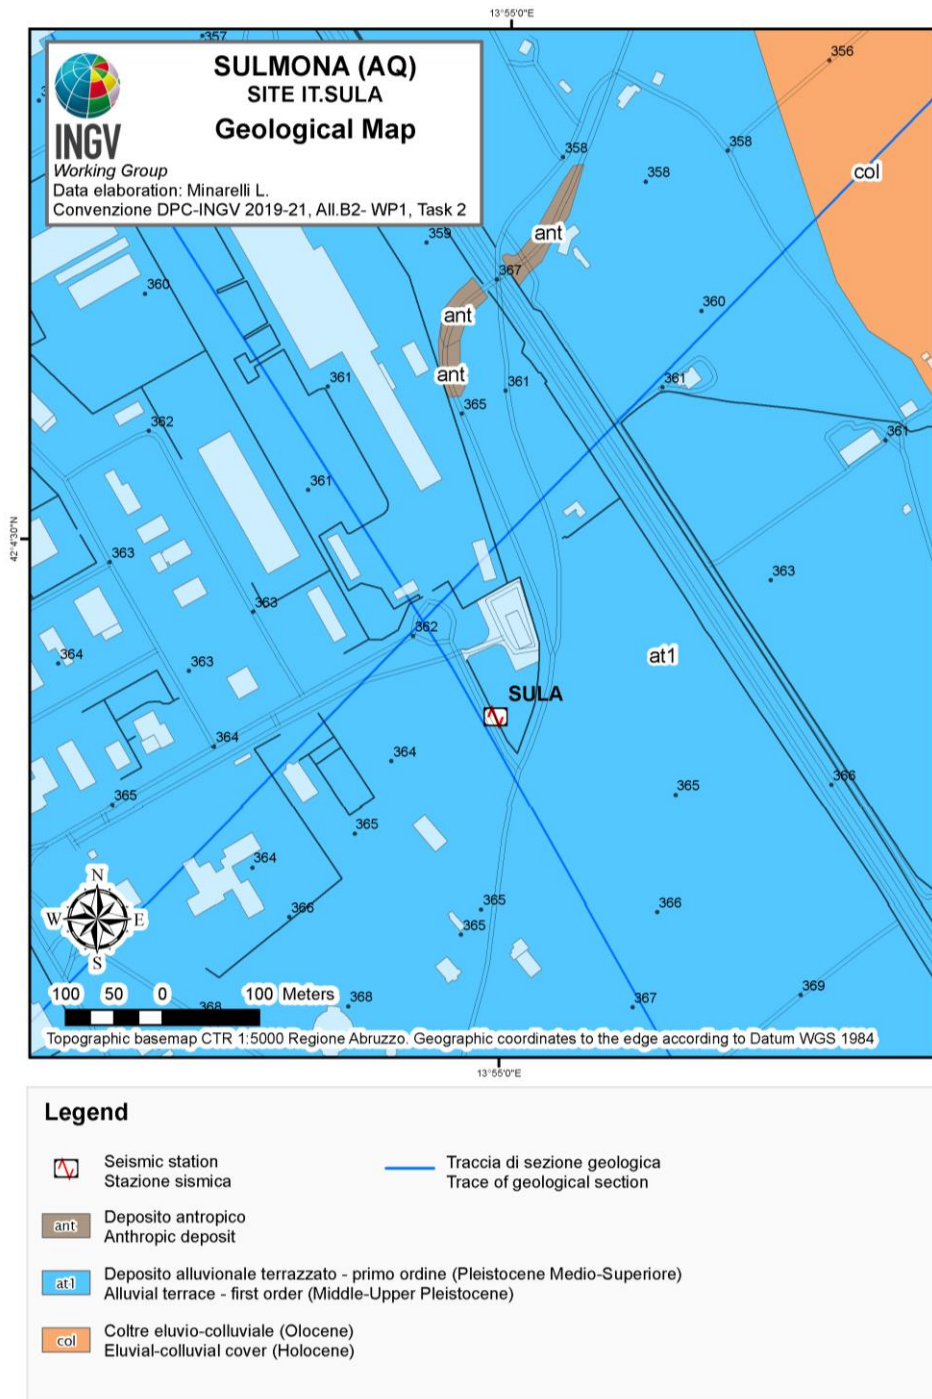 13°55'0"E
357
SULMONA (AQ)
SITE IT.SULA
Geological Map
INGV
Working Group
Data elaboration: Minarelli L.
Convenzione DPC-INGV 2019-21, All.B2- WP1, Task 2
356
358
358
358
col
ant
359
367
360
360
ant
361
ant
361
361
365
362
361
361
42°4'30"N
363
363
363
362
364
363
at1
SULA
364
364
365
366
365
365
364
366
365
366
365
N
W E
S
369
368
368
367
100 50 0 100 Meters
Topographic basemap CTR 1:5000 Regione Abruzzo. Geographic coordinates to the edge according to Datum WGS 1984
13°55'0"E
Legend
Seismic station
Stazione sismica
Traccia di sezione geologica
Trace of geological section
ant
Deposito antropico
Anthropic deposit
at1
Deposito alluvionale terrazzato - primo ordine (Pleistocene Medio-Superiore)
Alluvial terrace - first order (Middle-Upper Pleistocene)
col
Coltre eluvio-colluviale (Olocene)
Eluvial-colluvial cover (Holocene)